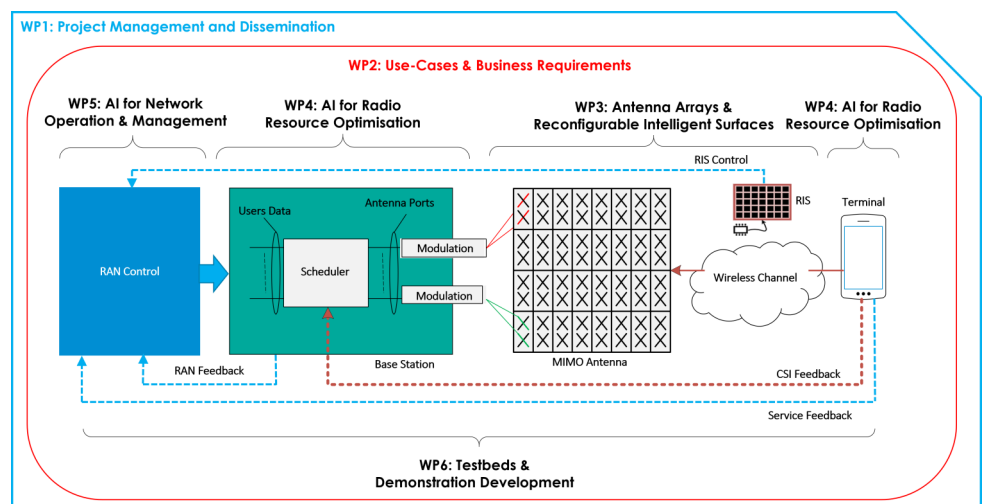 WP1: Project Management and Dissemination
WP2: Use-Cases & Business Requirements
WP5: AI for Network
Operation & Management
WP4: AI for Radio
Resource Optimisation
WP3: Antenna Arrays &
Reconfigurable Intelligent Surfaces
WP4: AI for Radio
Resource Optimisation
RIS Control
Users Data
Antenna Ports
RIS
Terminal
Modulation
RAN Control
Scheduler
Wireless Channel
Modulation
RAN Feedback
Base Station
MIMO Antenna
CSI Feedback
Service Feedback
WP6: Testbeds &
Demonstration Development